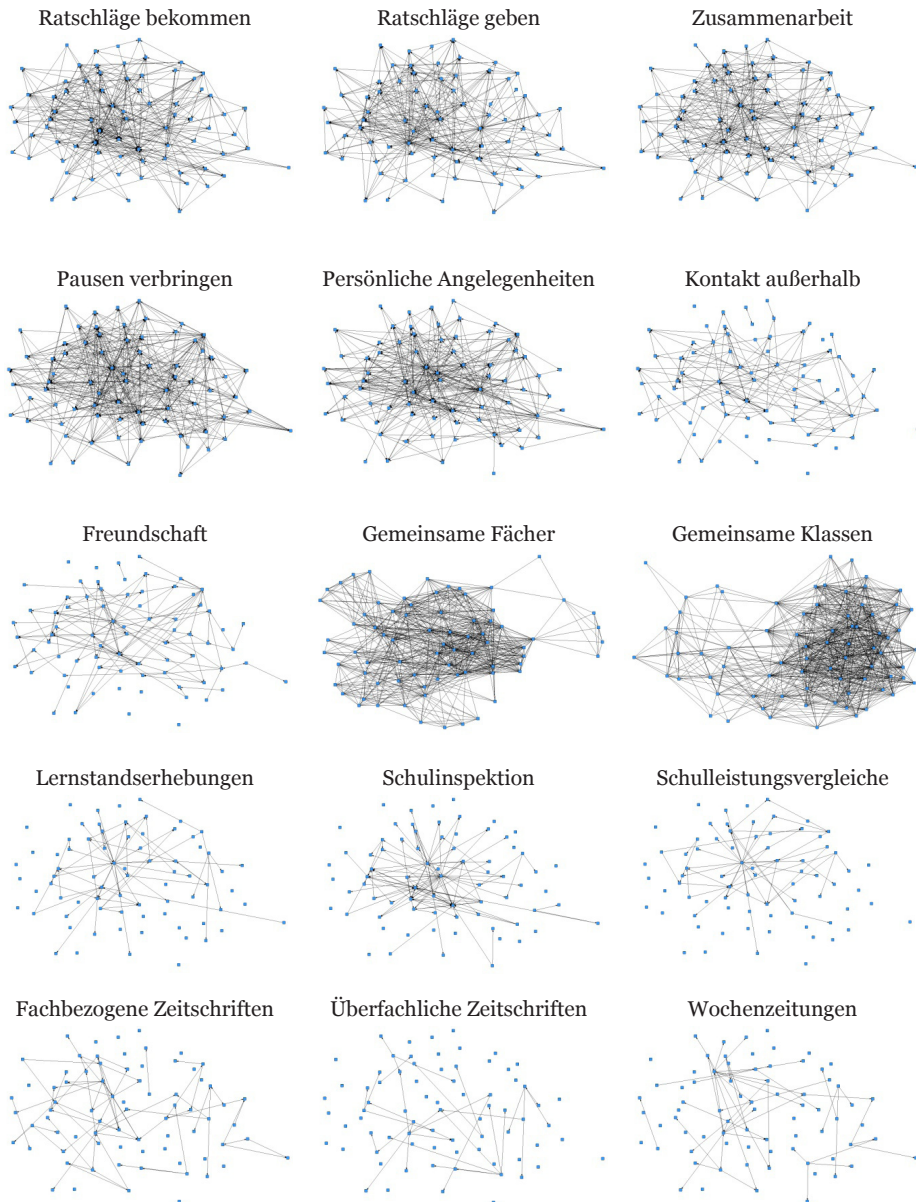 Ratschläge bekommen
Ratschläge geben
Zusammenarbeit
Pausen verbringen
Persönliche Angelegenheiten
Kontakt außerhalb
Freundschaft
Gemeinsame Fächer
Gemeinsame Klassen
Lernstandserhebungen
Schulinspektion
Schulleistungsvergleiche
Fachbezogene Zeitschriften
Überfachliche Zeitschriften
Wochenzeitungen